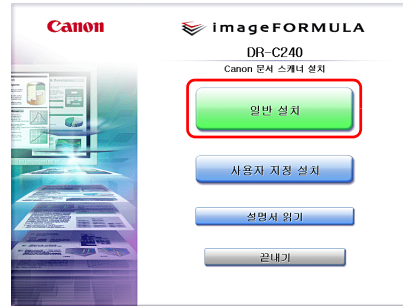 Canon
imageFORMULA
DR-C240
Canon 문서 스캐너 설치
일반 설치
사용자 지정 설치
설명서 읽기
끝내기